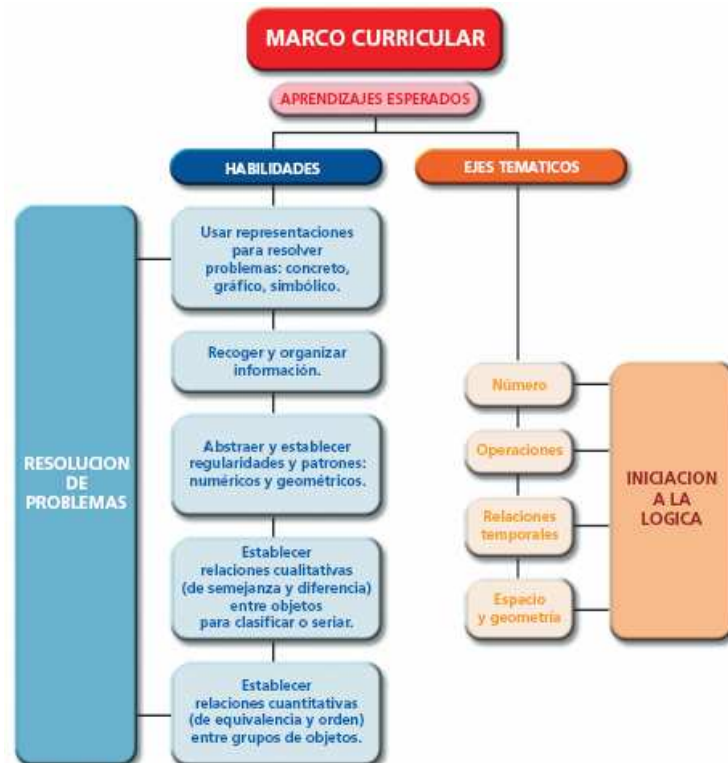 MARCO CURRICULAR
APRENDIZAJES ESPERADOS
HABILIDADES
EJES TEMATICOS
RESOLUCION
DE
PROBLEMAS
Usar representaciones
para resolver
problemas: concreto,
gráfico, simbólico.
Recoger y organizar
información.
Abstraer y establecer
regularidades y patrones:
numéricos y geométricos.
Establecer
relaciones cualitativas
(de semejanza y diferencia)
entre objetos
para clasificar o seriar.
Establecer
relaciones cuantitativas
(de equivalencia y orden)
entre grupos de objetos.
Número
Operaciones
Relaciones
temporales
Espacio
y geometría
INICIACION
A LA
LOGICA